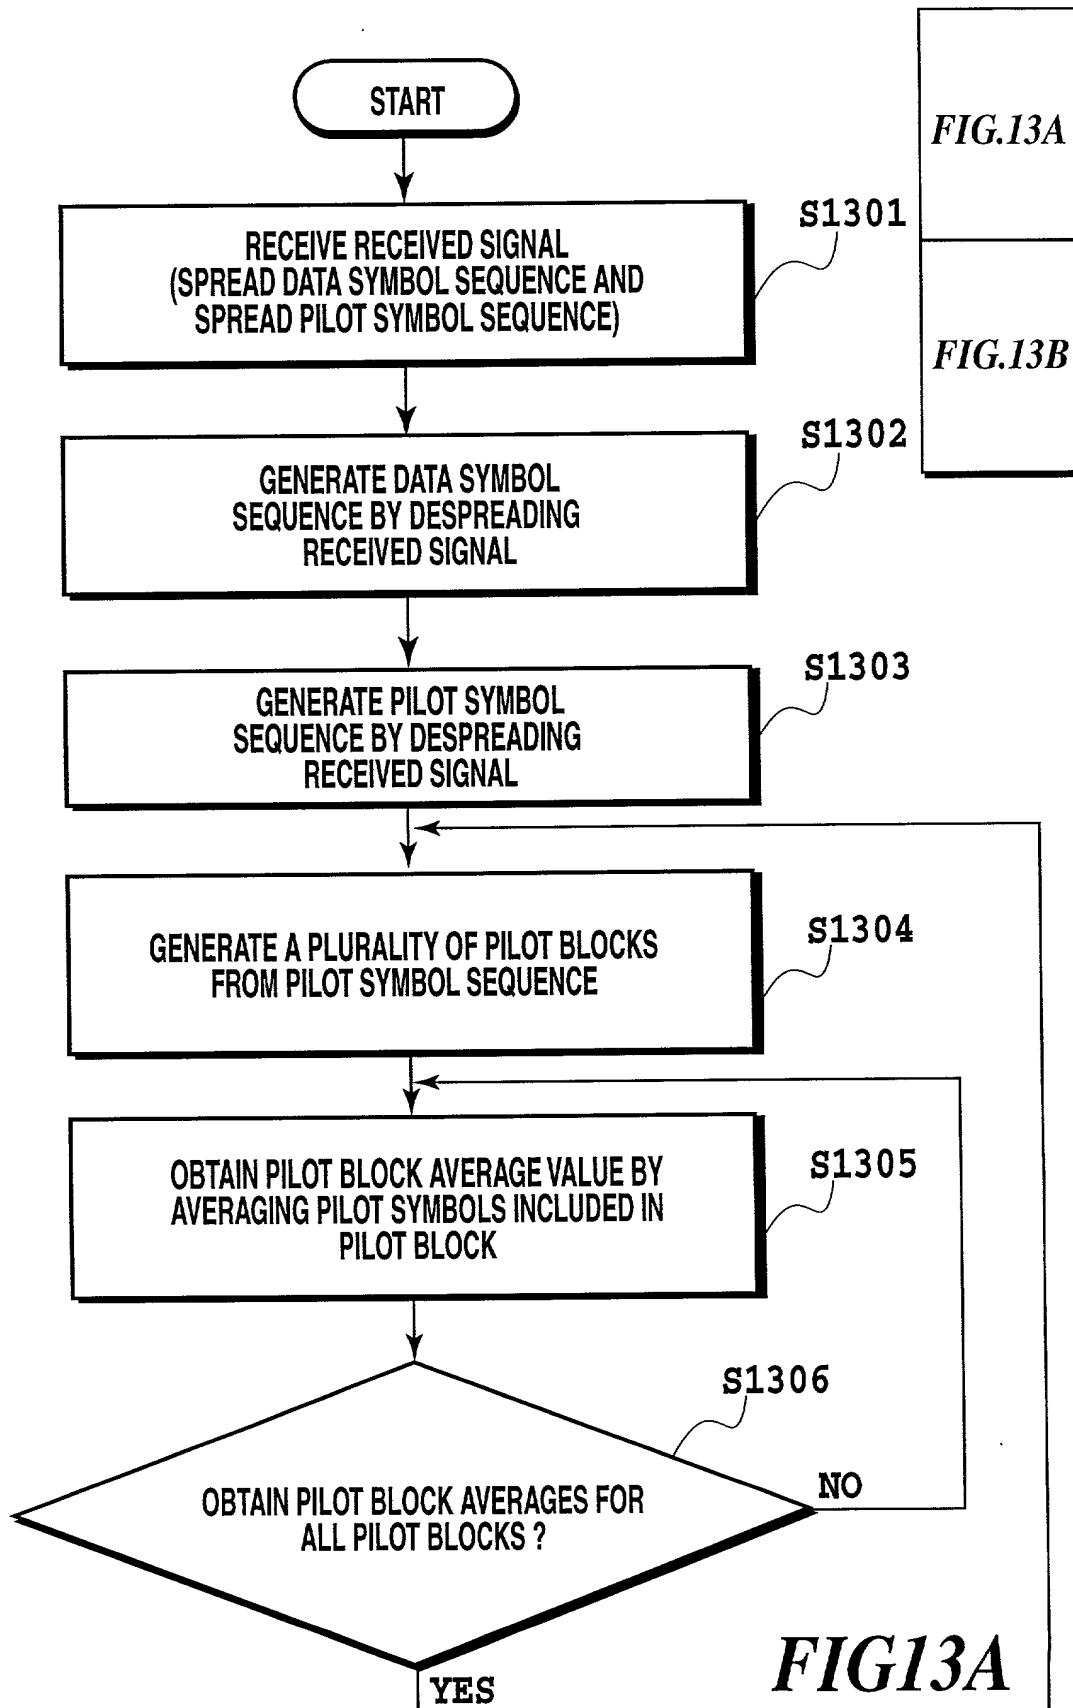 START
FIG.13A
FIG.13B
S1301
RECEIVE RECEIVED SIGNAL
(SPREAD DATA SYMBOL SEQUENCE AND
SPREAD PILOT SYMBOL SEQUENCE)
S1302
GENERATE DATA SYMBOL
SEQUENCE BY DESPREADING
RECEIVED SIGNAL
S1303
GENERATE PILOT SYMBOL
SEQUENCE BY DESPREADING
RECEIVED SIGNAL
S1304
GENERATE A PLURALITY OF PILOT BLOCKS
FROM PILOT SYMBOL SEQUENCE
S1305
OBTAIN PILOT BLOCK AVERAGE VALUE BY
AVERAGING PILOT SYMBOLS INCLUDED IN
PILOT BLOCK
S1306
OBTAIN PILOT BLOCK AVERAGES FOR
ALL PILOT BLOCKS ?
NO
YES
FIG13A